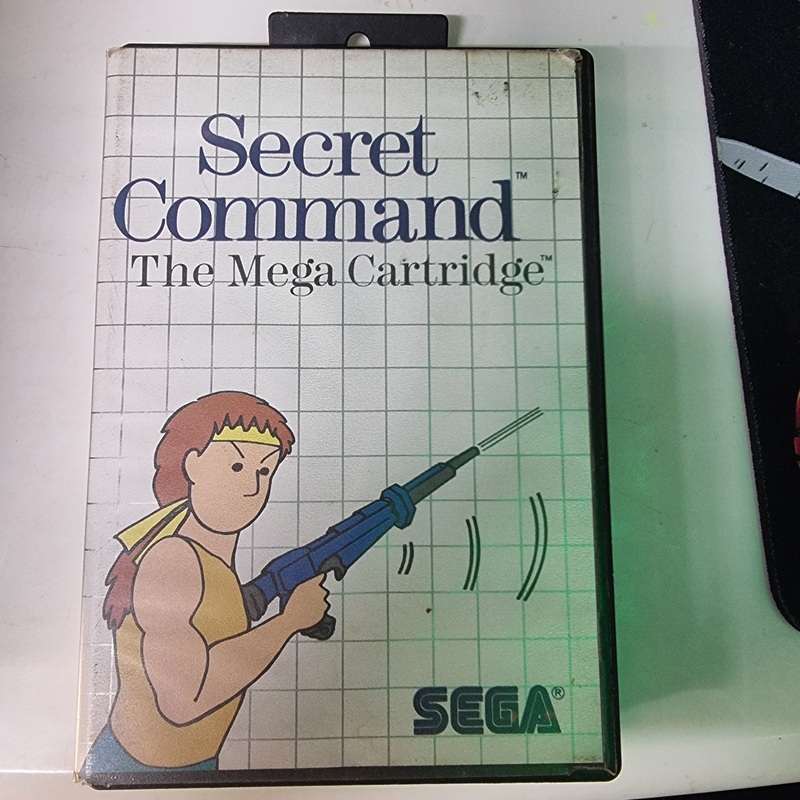 Secret
Command™
The Mega Cartridge™
SEGA®